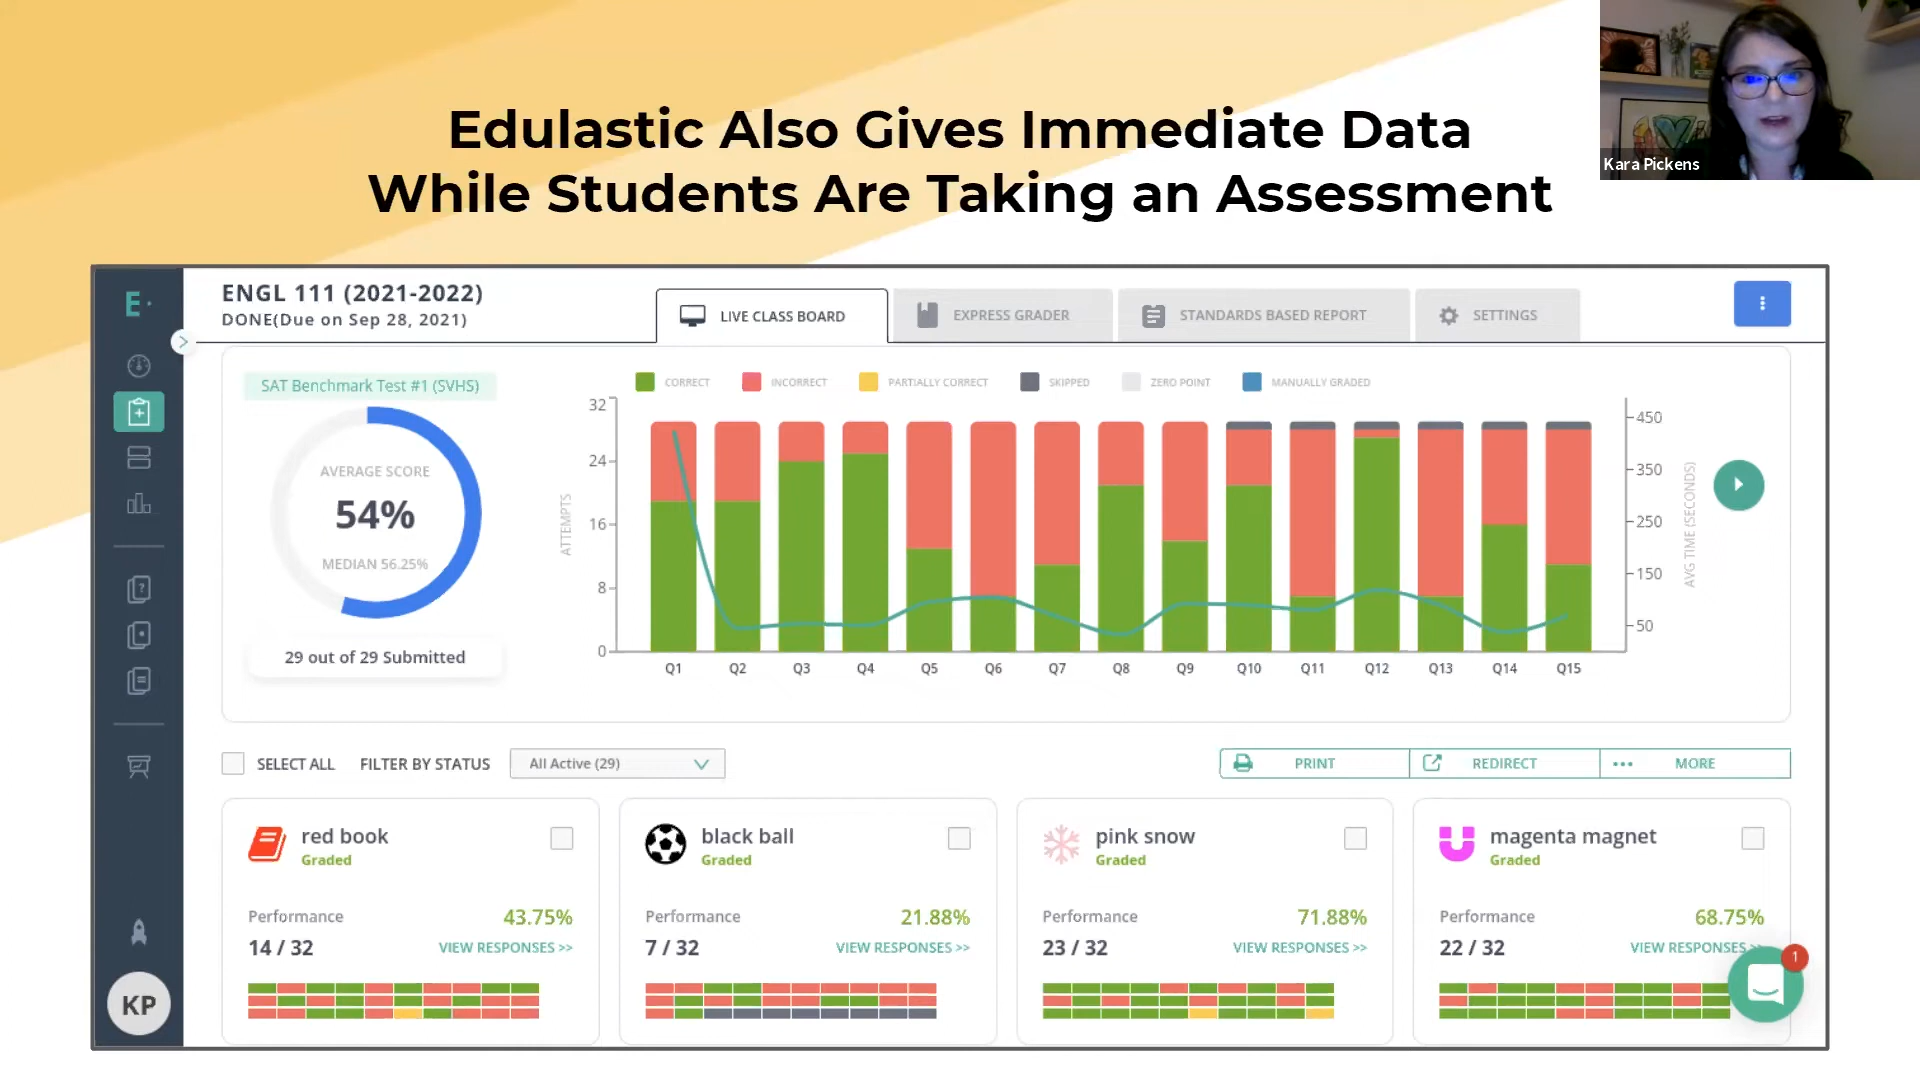 Edulastic Also Gives Immediate Data
While Students Are Taking an Assessment
Kara Pickens
E
ENGL 111 (2021-2022)
DONE(Due on Sep 28, 2021)
LIVE CLASS BOARD
EXPRESS GRADER
STANDARDS BASED REPORT
SETTINGS
SAT Benchmark Test #1 (SVHS)
AVERAGE SCORE
54%
MEDIAN 56.25%
29 out of 29 Submitted
CORRECT INCORRECT PARTIALLY CORRECT SKIPPED ZERO POINT MANUALLY GRADED
ATTEMPTS
32
24
16
8
0
Q1 Q2 Q3 Q4 Q5 Q6 Q7 Q8 Q9 Q10 Q11 Q12 Q13 Q14 Q15
450
350
250
150
50
AVG TIME (SECONDS)
SELECT ALL FILTER BY STATUS All Active (29)
PRINT REDIRECT MORE
red book
Graded
Performance 43.75%
14 / 32 VIEW RESPONSES >>
black ball
Graded
Performance 21.88%
7 / 32 VIEW RESPONSES >>
pink snow
Graded
Performance 71.88%
23 / 32 VIEW RESPONSES >>
magenta magnet
Graded
Performance 68.75%
22 / 32 VIEW RESPONSES >>
1
KP